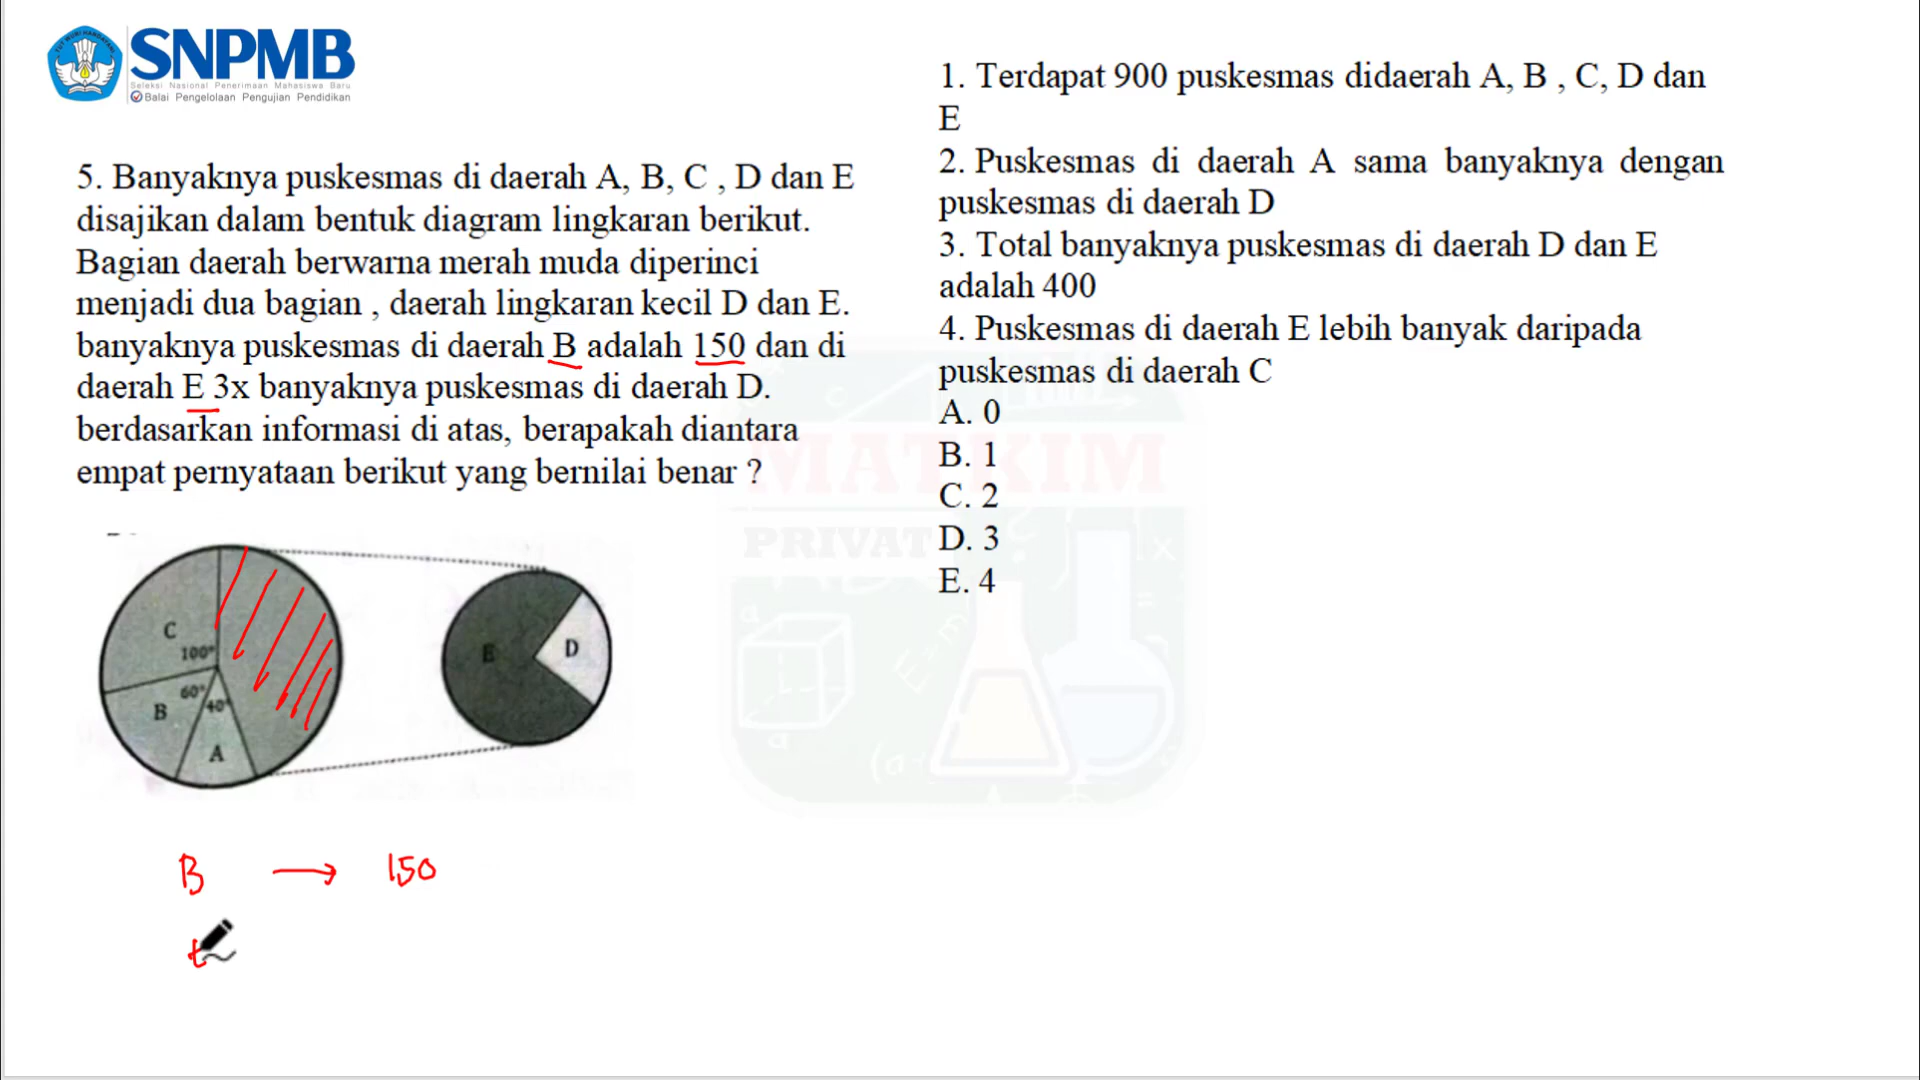 SNPMB
Seleksi Nasional Penerimaan Mahasiswa Baru
Balai Pengelolaan Pengujian Pendidikan
5. Banyaknya puskesmas di daerah A, B, C , D dan E
disajikan dalam bentuk diagram lingkaran berikut.
Bagian daerah berwarna merah muda diperinci
menjadi dua bagian , daerah lingkaran kecil D dan E.
banyaknya puskesmas di daerah B adalah 150 dan di
daerah E 3x banyaknya puskesmas di daerah D.
berdasarkan informasi di atas, berapakah diantara
empat pernyataan berikut yang bernilai benar ?
C
100°
60°
B
40°
A
E
D
B → 150
1. Terdapat 900 puskesmas didaerah A, B , C, D dan
E
2. Puskesmas di daerah A sama banyaknya dengan
puskesmas di daerah D
3. Total banyaknya puskesmas di daerah D dan E
adalah 400
4. Puskesmas di daerah E lebih banyak daripada
puskesmas di daerah C
A. 0
B. 1
C. 2
D. 3
E. 4
MATKIM
PRIVAT